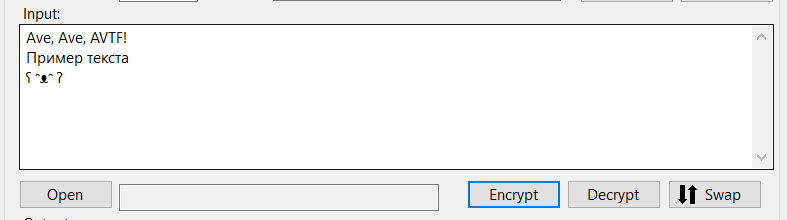 Input:
Ave, Ave, AVTF!
Пример текста
ʕ ᵔᴥᵔ ʔ
Open
Encrypt
Decrypt
Swap